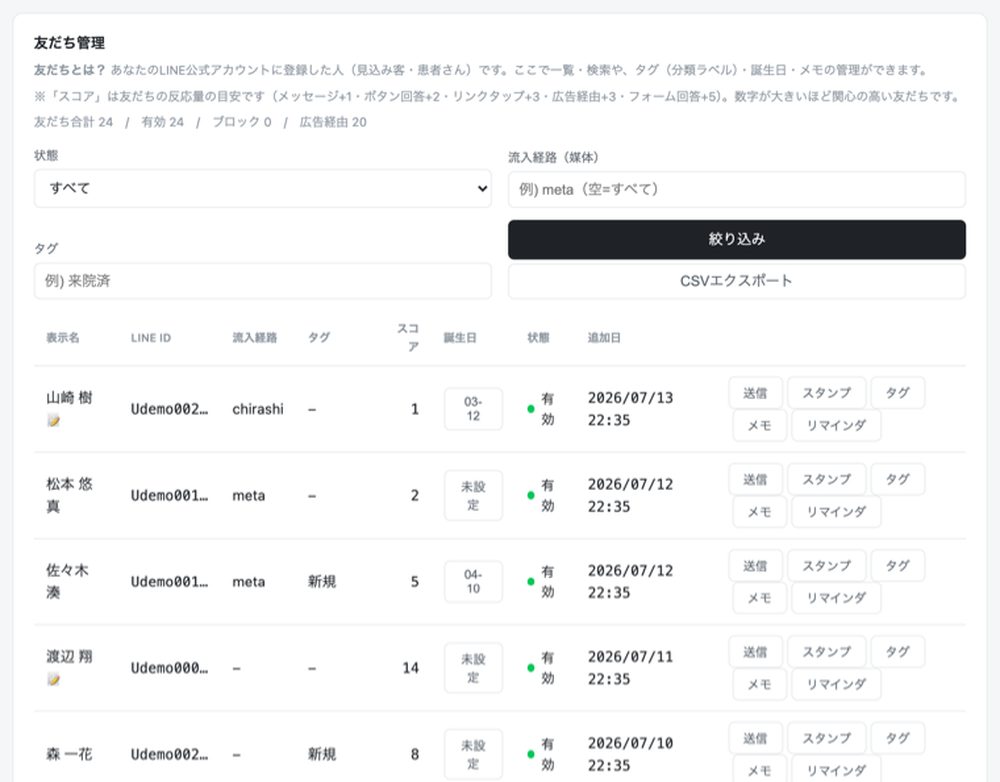 友だち管理
友だちとは？ あなたのLINE公式アカウントに登録した人（見込み客・患者さん）です。ここで一覧・検索や、タグ（分類ラベル）・誕生日・メモの管理ができます。
※「スコア」は友だちの反応量の目安です（メッセージ+1・ボタン回答+2・リンクタップ+3・広告経由+3・フォーム回答+5）。数字が大きいほど関心の高い友だちです。
友だち合計 24 / 有効 24 / ブロック 0 / 広告経由 20
状態
すべて
流入経路（媒体）
例) meta（空=すべて）
タグ
例) 来院済
絞り込み
CSVエクスポート
表示名 LINE ID 流入経路 タグ スコア 誕生日 状態 追加日
山崎 樹 📝 Udemo002… chirashi – 1 03-12 有効 2026/07/13 22:35 送信 スタンプ タグ メモ リマインダ
松本 悠真 Udemo001… meta – 2 未設定 有効 2026/07/12 22:35 送信 スタンプ タグ メモ リマインダ
佐々木 湊 Udemo001… meta 新規 5 04-10 有効 2026/07/12 22:35 送信 スタンプ タグ メモ リマインダ
渡辺 翔 📝 Udemo000… – – 14 未設定 有効 2026/07/11 22:35 送信 スタンプ タグ メモ リマインダ
森 一花 Udemo002… – 新規 8 未設定 有効 2026/07/10 22:35 送信 スタンプ タグ メモ リマインダ